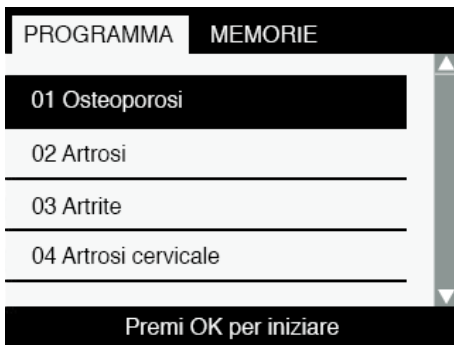 PROGRAMMA MEMORIE
01 Osteoporosi
02 Artrosi
03 Artrite
04 Artrosi cervicale
Premi OK per iniziare